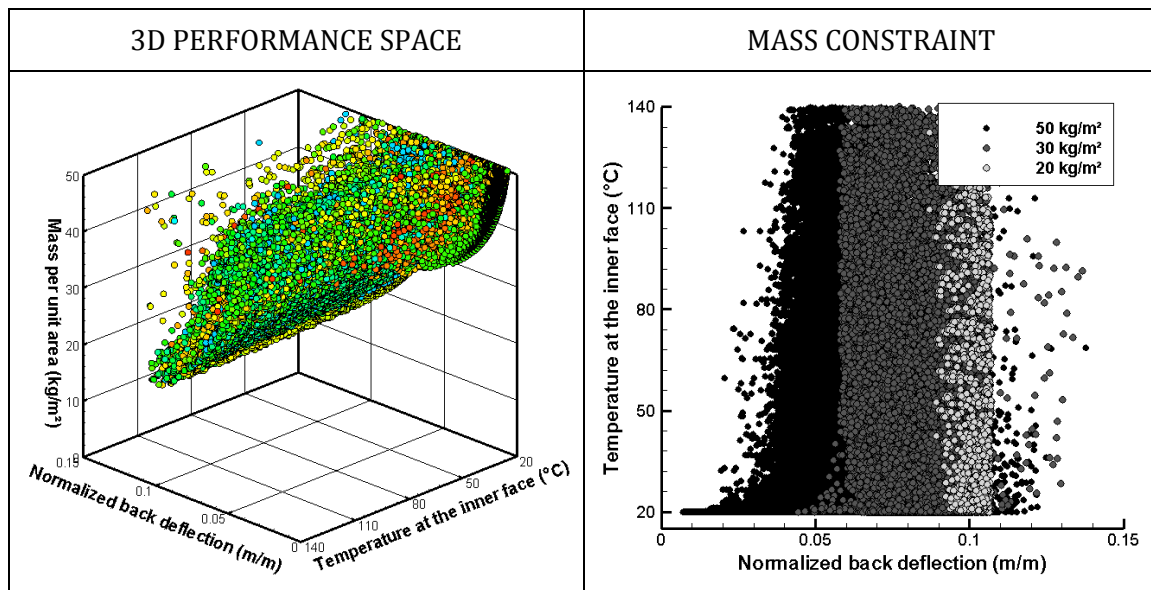 3D PERFORMANCE SPACE
MASS CONSTRAINT
50
40
30
20
10
0
Mass per unit area (kg/m²)
0.15
0.1
0.05
0
Normalized back deflection (m/m)
140
110
80
50
20
Temperature at the inner face (°C)
140
110
80
50
20
Temperature at the inner face (°C)
50 kg/m²
30 kg/m²
20 kg/m²
0
0.05
0.1
0.15
Normalized back deflection (m/m)